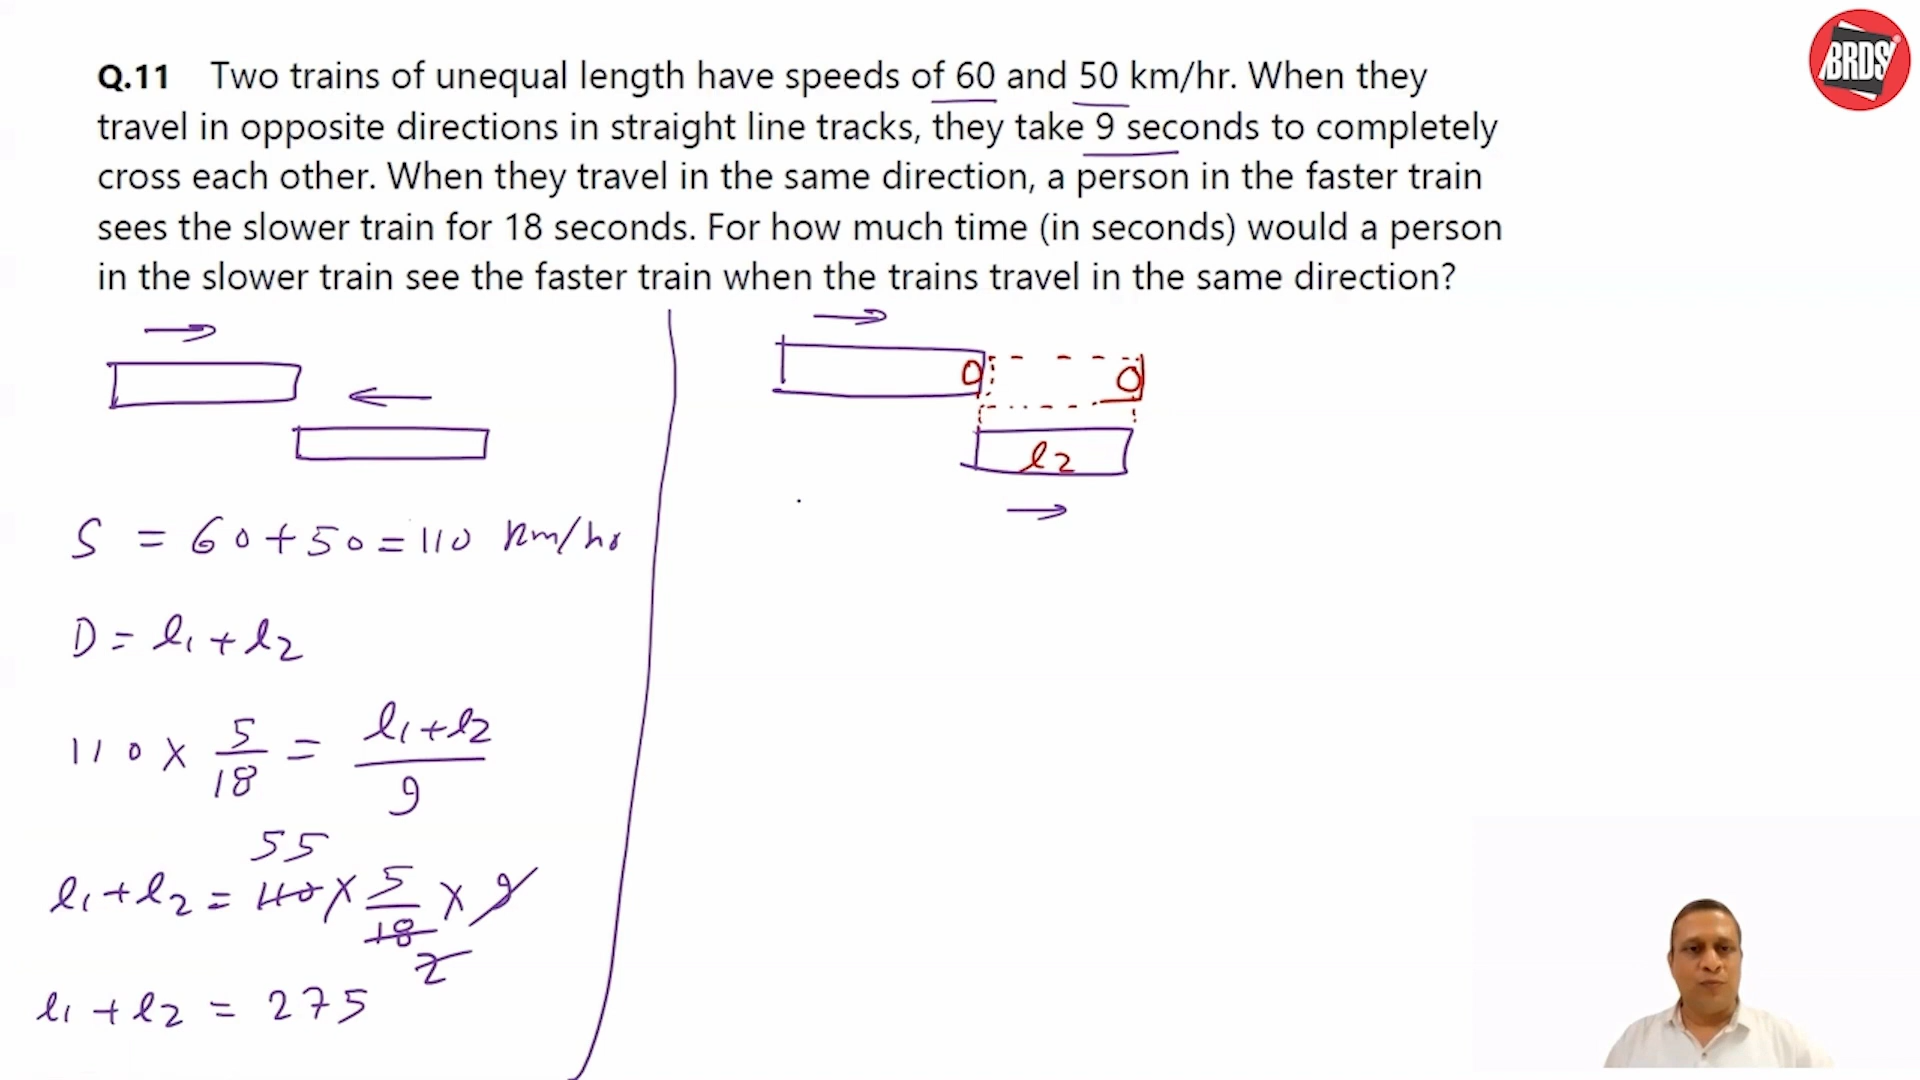 BRDS
Q.11 Two trains of unequal length have speeds of 60 and 50 km/hr. When they
travel in opposite directions in straight line tracks, they take 9 seconds to completely
cross each other. When they travel in the same direction, a person in the faster train
sees the slower train for 18 seconds. For how much time (in seconds) would a person
in the slower train see the faster train when the trains travel in the same direction?
l2
S = 60+50=110 km/hr
D = l1 + l2
110 × 5/18 = l1+l2/9
55
l1+l2 = 110 × 5/18 × 9
2
l1 + l2 = 275